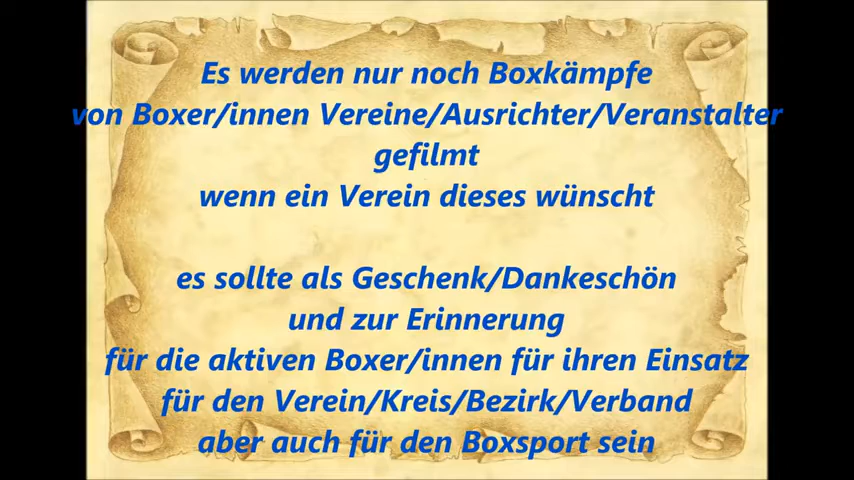 Es werden nur noch Boxkämpfe
von Boxer/innen Vereine/Ausrichter/Veranstalter
gefilmt
wenn ein Verein dieses wünscht
es sollte als Geschenk/Dankeschön
und zur Erinnerung
für die aktiven Boxer/innen für ihren Einsatz
für den Verein/Kreis/Bezirk/Verband
aber auch für den Boxsport sein